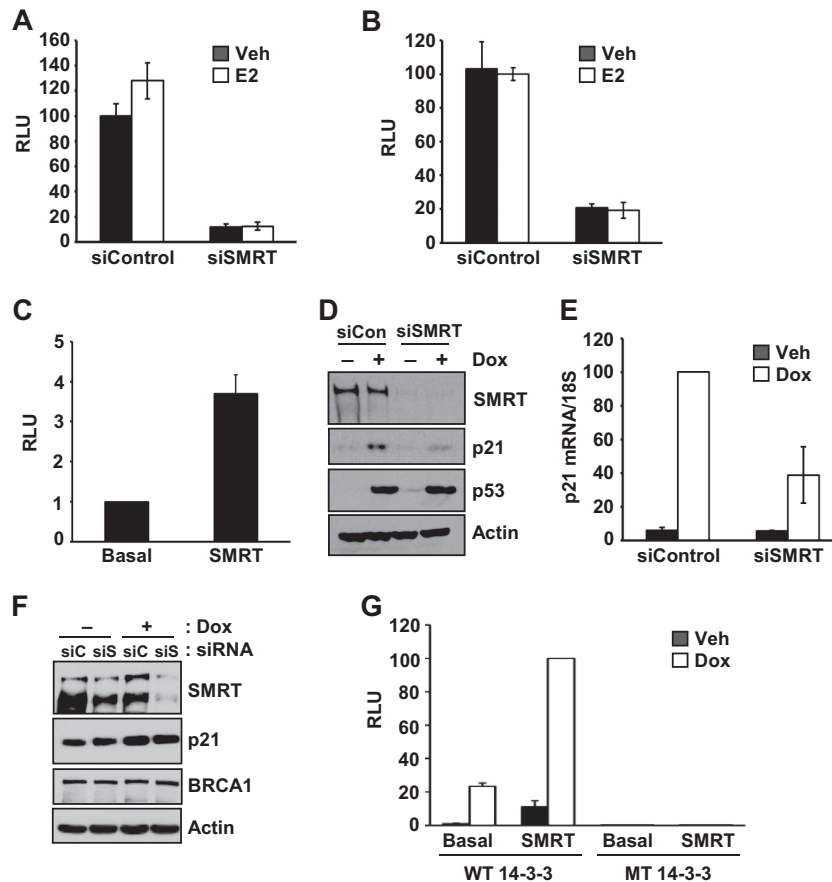 A
RLU
160
140
120
100
80
60
40
20
0
Veh
E2
siControl
siSMRT
B
RLU
120
100
80
60
40
20
0
Veh
E2
siControl
siSMRT
C
RLU
5
4
3
2
1
0
Basal
SMRT
D
siCon siSMRT
– + – + Dox
SMRT
p21
p53
Actin
E
p21 mRNA/18S
120
100
80
60
40
20
0
Veh
Dox
siControl
siSMRT
F
– + : Dox
siC siS siC siS : siRNA
SMRT
p21
BRCA1
Actin
G
RLU
120
100
80
60
40
20
0
Veh
Dox
Basal SMRT Basal SMRT
WT 14-3-3 MT 14-3-3